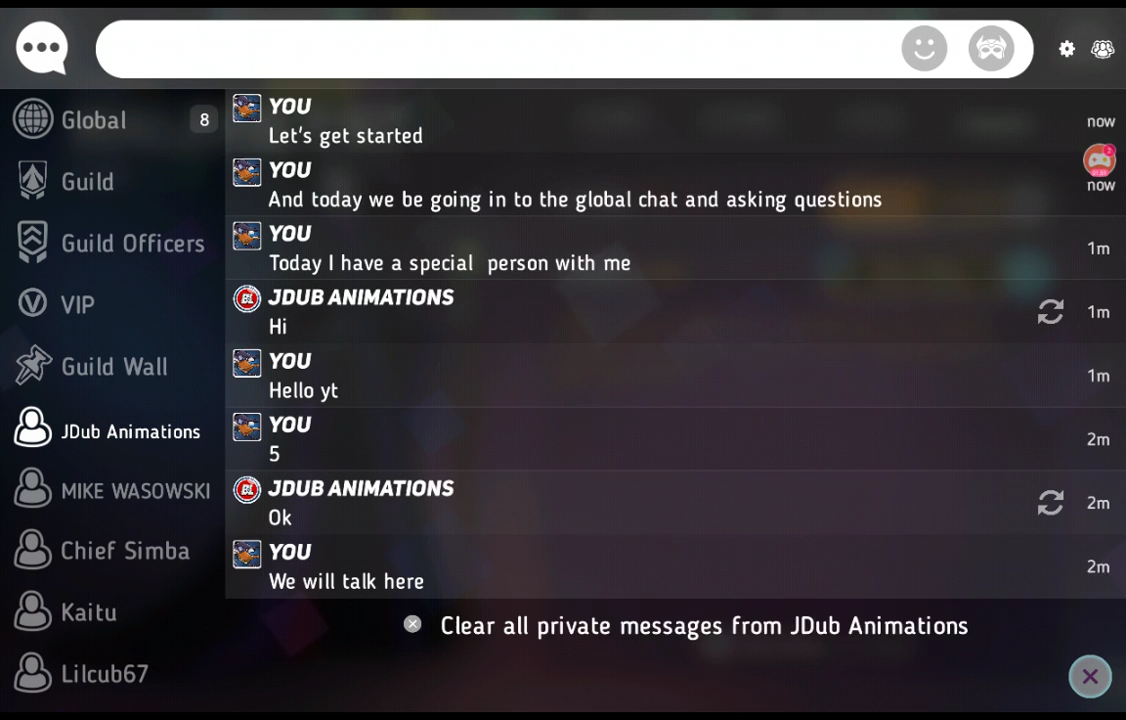 Global
8
Guild
Guild Officers
VIP
Guild Wall
JDub Animations
MIKE WASOWSKI
Chief Simba
Kaitu
Lilcub67
YOU
Let's get started
now
YOU
And today we be going in to the global chat and asking questions
now
YOU
Today I have a special  person with me
1m
JDUB ANIMATIONS
Hi
1m
YOU
Hello yt
1m
YOU
5
2m
JDUB ANIMATIONS
Ok
2m
YOU
We will talk here
2m
Clear all private messages from JDub Animations